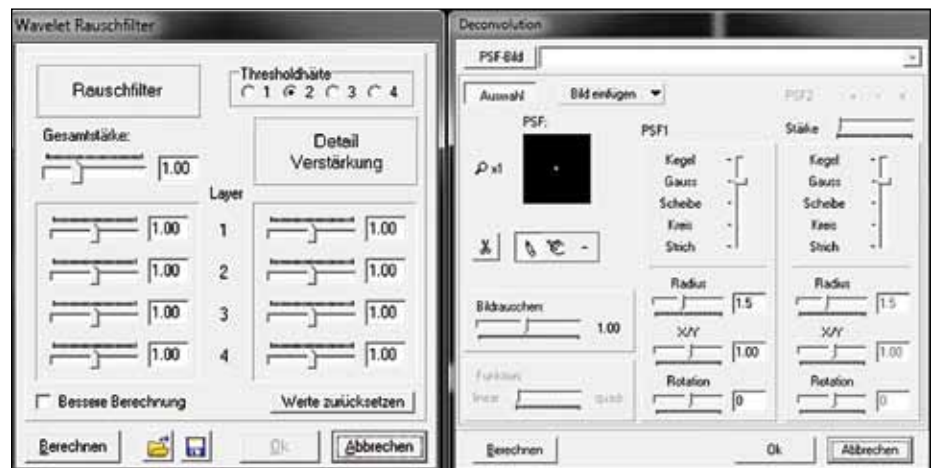 Wavelet Rauschfilter
Rauschfilter
Thresholdhärte
1 2 3 4
Gesamtstärke:
1.00
Detail
Verstärkung
Layer
1.00 1 1.00
1.00 2 1.00
1.00 3 1.00
1.00 4 1.00
Bessere Berechnung
Werte zurücksetzen
Berechnen
Ok
Abbrechen
Deconvolution
PSF-Bild
Auswahl
Bild einfügen
PSF2
PSF:
PSF1
Stärke
x1
Kegel
Gauss
Scheibe
Kreis
Strich
Kegel
Gauss
Scheibe
Kreis
Strich
Bildrauschen:
1.00
Radius
1.5
X/Y
1.00
Rotation
0
Radius
1.5
X/Y
1.00
Rotation
0
Funktion:
linear quadr.
Berechnen
Ok
Abbrechen